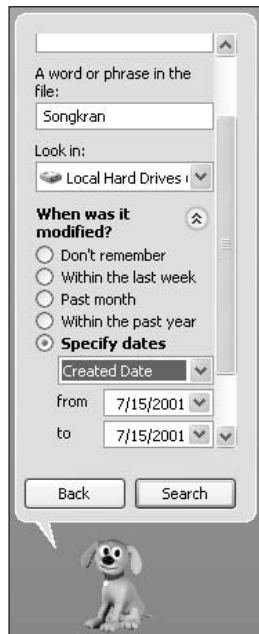 A word or phrase in the
file:
Songkran
Look in:
Local Hard Drives
When was it
modified?
Don't remember
Within the last week
Past month
Within the past year
Specify dates
Created Date
from 7/15/2001
to 7/15/2001
Back Search